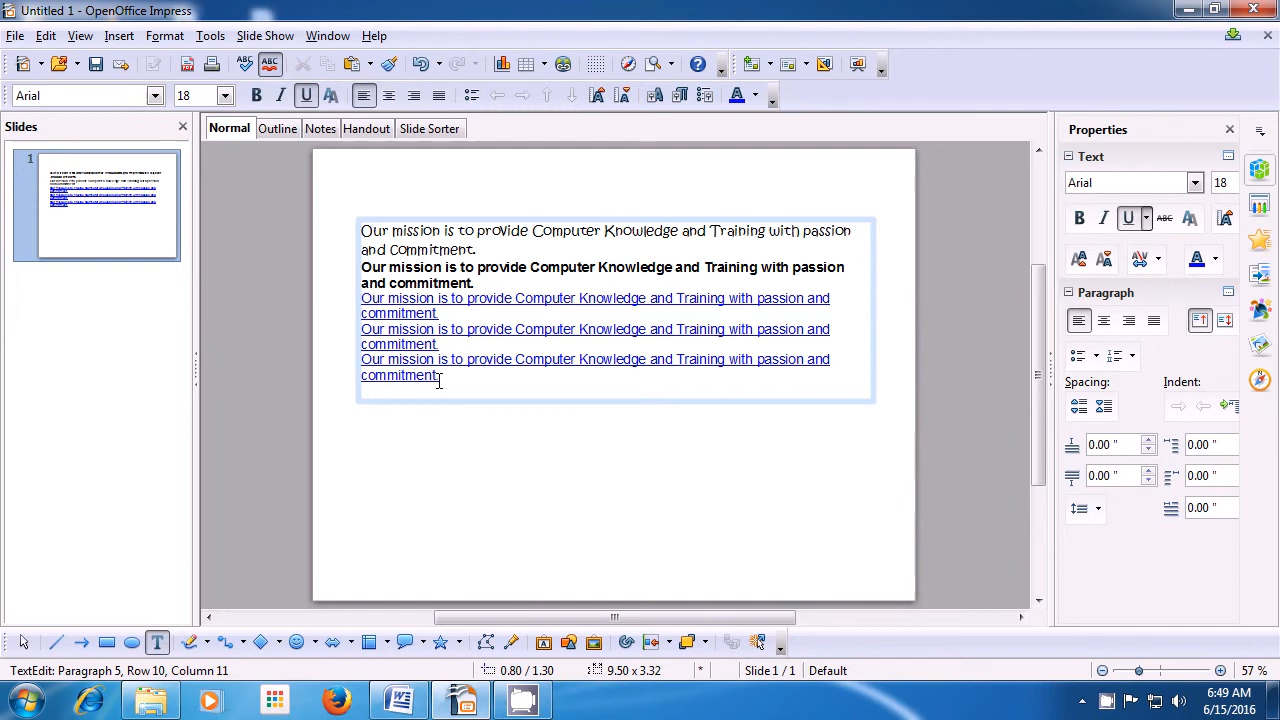 Untitled 1 - OpenOffice Impress
File Edit View Insert Format Tools Slide Show Window Help
Arial 18
Slides
Normal Outline Notes Handout Slide Sorter
1
Our mission is to provide Computer Knowledge and Training with passion
and Commitment.
Our mission is to provide Computer Knowledge and Training with passion
and commitment.
Our mission is to provide Computer Knowledge and Training with passion and
commitment.
Our mission is to provide Computer Knowledge and Training with passion and
commitment.
Our mission is to provide Computer Knowledge and Training with passion and
commitment.
Properties
Text
Arial 18
Paragraph
Spacing: Indent:
0.00 " 0.00 "
0.00 " 0.00 "
0.00 "
TextEdit: Paragraph 5, Row 10, Column 11 0.80 / 1.30 9.50 x 3.32 * Slide 1 / 1 Default 57 %
6:49 AM
6/15/2016